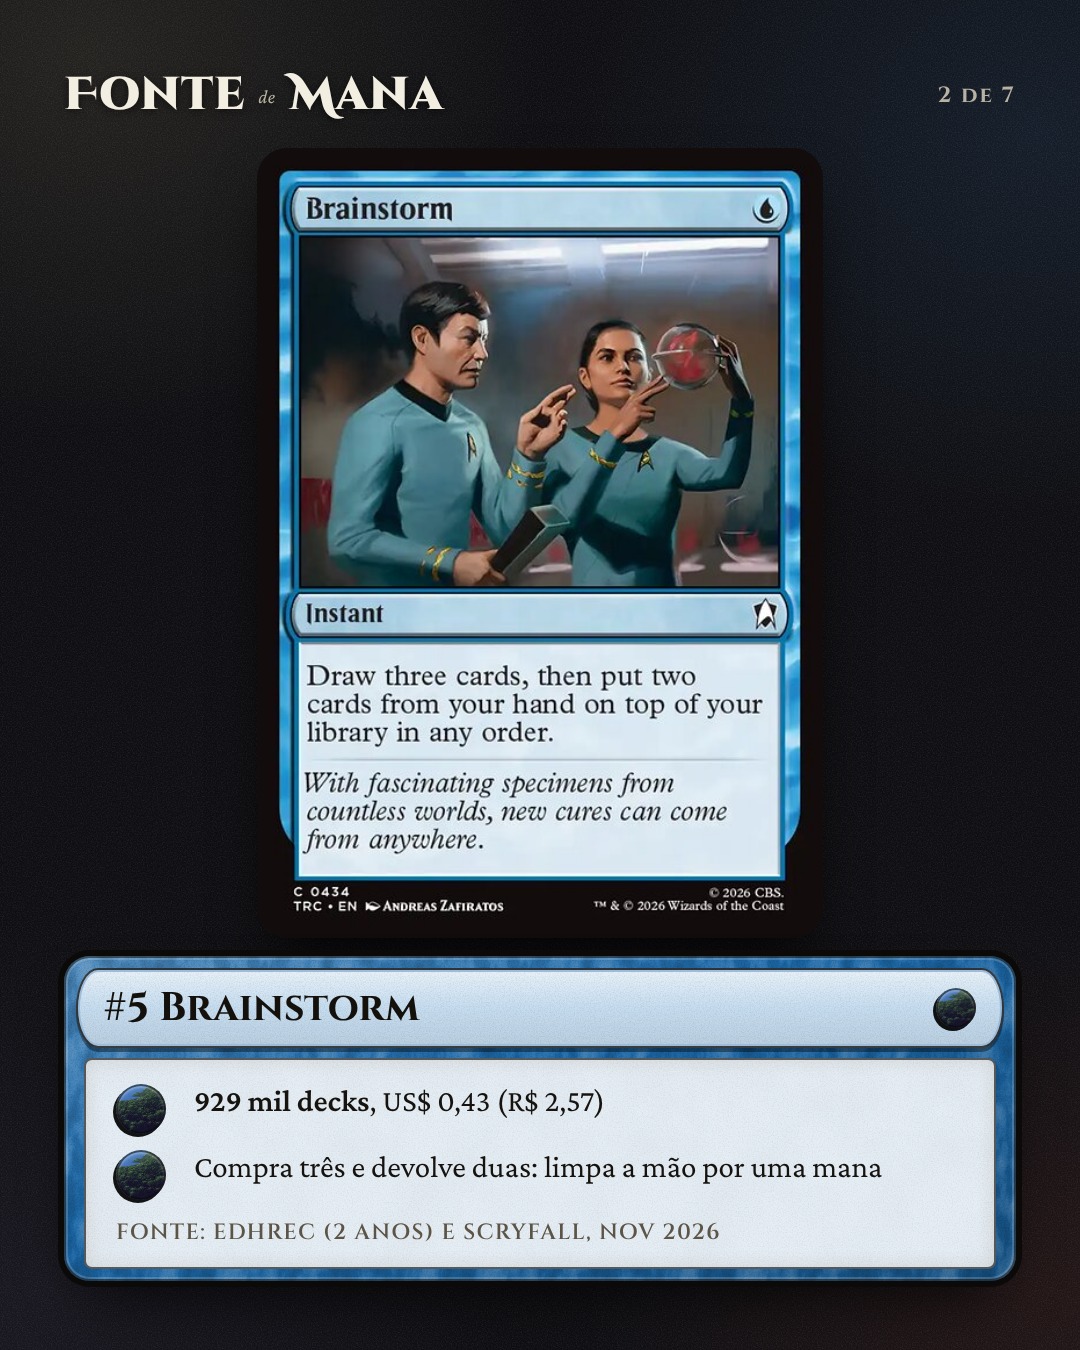 Fonte de Mana
2 de 7
Brainstorm
Instant
Draw three cards, then put two
cards from your hand on top of your
library in any order.
With fascinating specimens from
countless worlds, new cures can come
from anywhere.
C 0434
TRC • EN Andreas Zafiratos
© 2026 CBS.
™ & © 2026 Wizards of the Coast
#5 Brainstorm
929 mil decks, US$ 0,43 (R$ 2,57)
Compra três e devolve duas: limpa a mão por uma mana
FONTE: EDHREC (2 ANOS) E SCRYFALL, NOV 2026